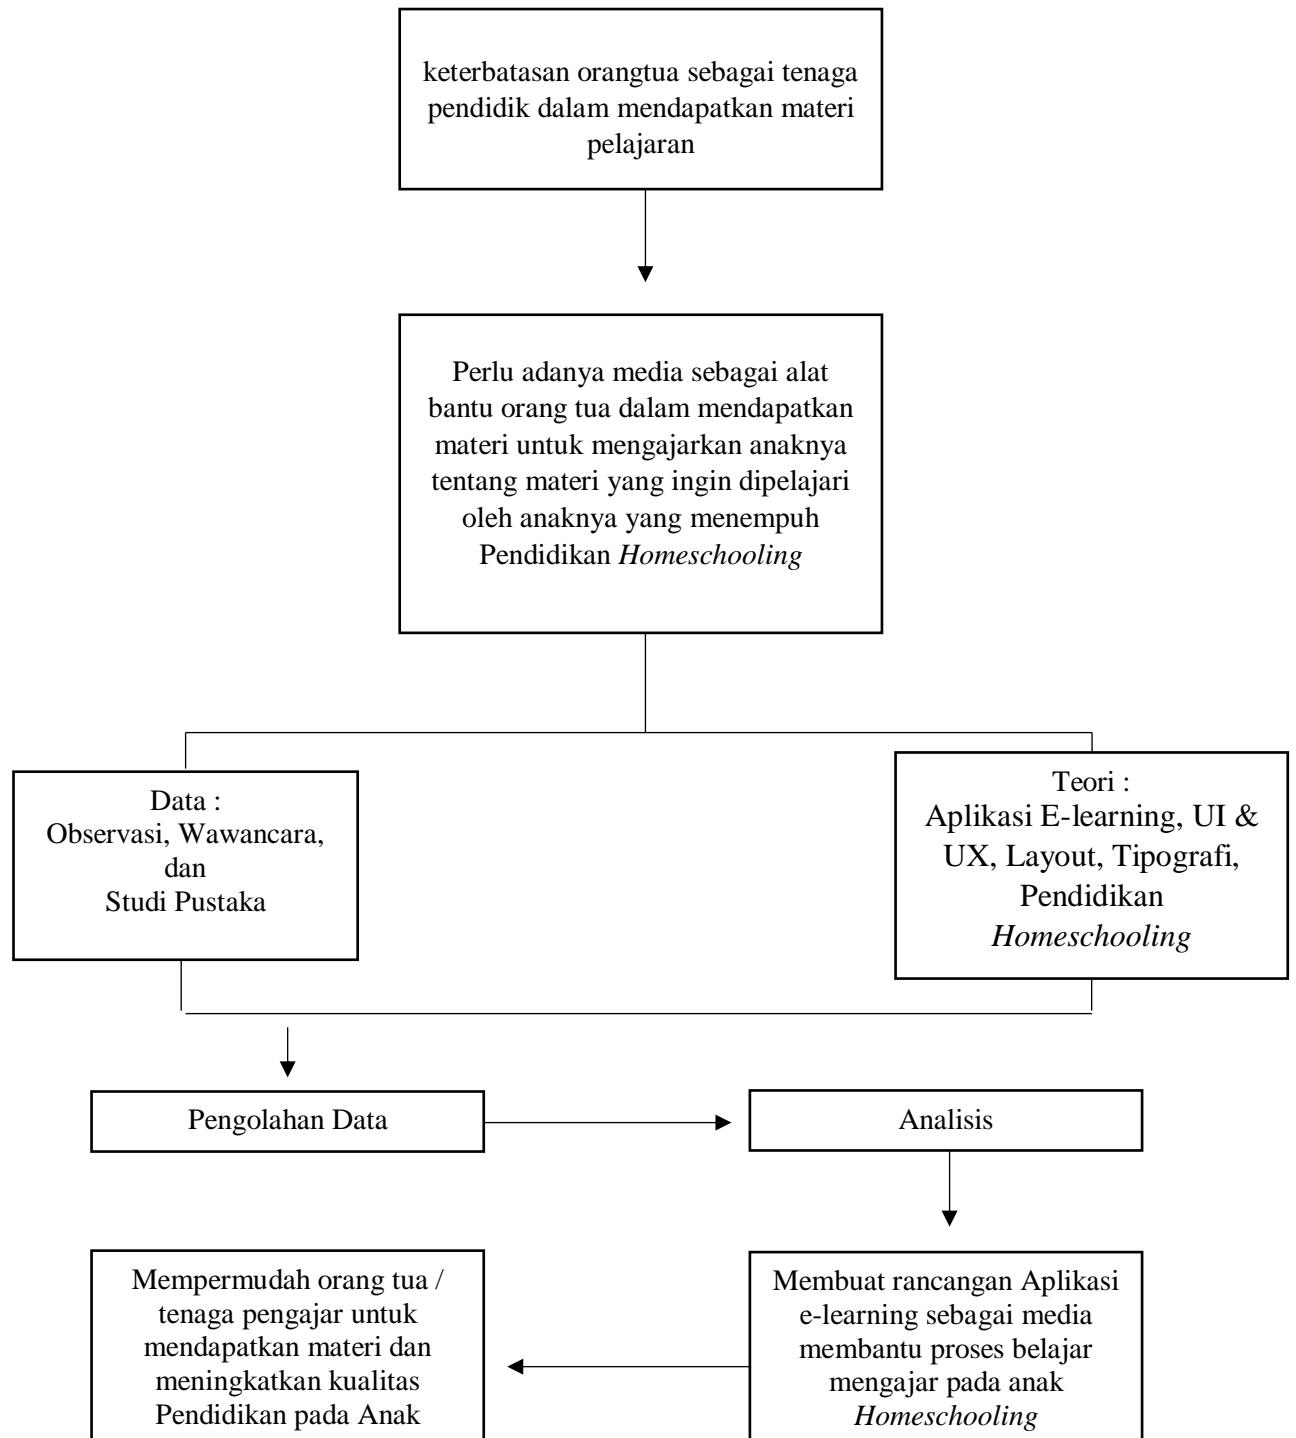 keterbatasan orangtua sebagai tenaga
pendidik dalam mendapatkan materi
pelajaran
Perlu adanya media sebagai alat
bantu orang tua dalam mendapatkan
materi untuk mengajarkan anaknya
tentang materi yang ingin dipelajari
oleh anaknya yang menempuh
Pendidikan Homeschooling
Data :
Observasi, Wawancara,
dan
Studi Pustaka
Teori :
Aplikasi E-learning, UI &
UX, Layout, Tipografi,
Pendidikan
Homeschooling
Pengolahan Data
Analisis
Mempermudah orang tua /
tenaga pengajar untuk
mendapatkan materi dan
meningkatkan kualitas
Pendidikan pada Anak
Membuat rancangan Aplikasi
e-learning sebagai media
membantu proses belajar
mengajar pada anak
Homeschooling